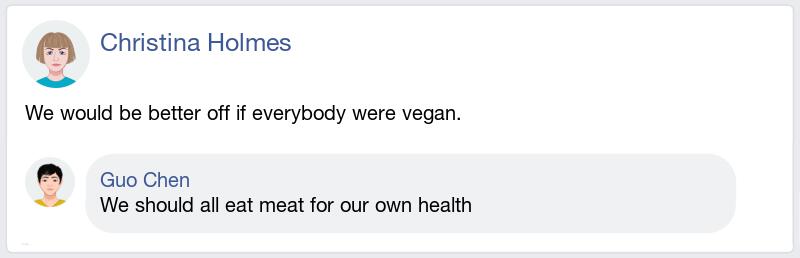 Christina Holmes
We would be better off if everybody were vegan.
Guo Chen
We should all eat meat for our own health